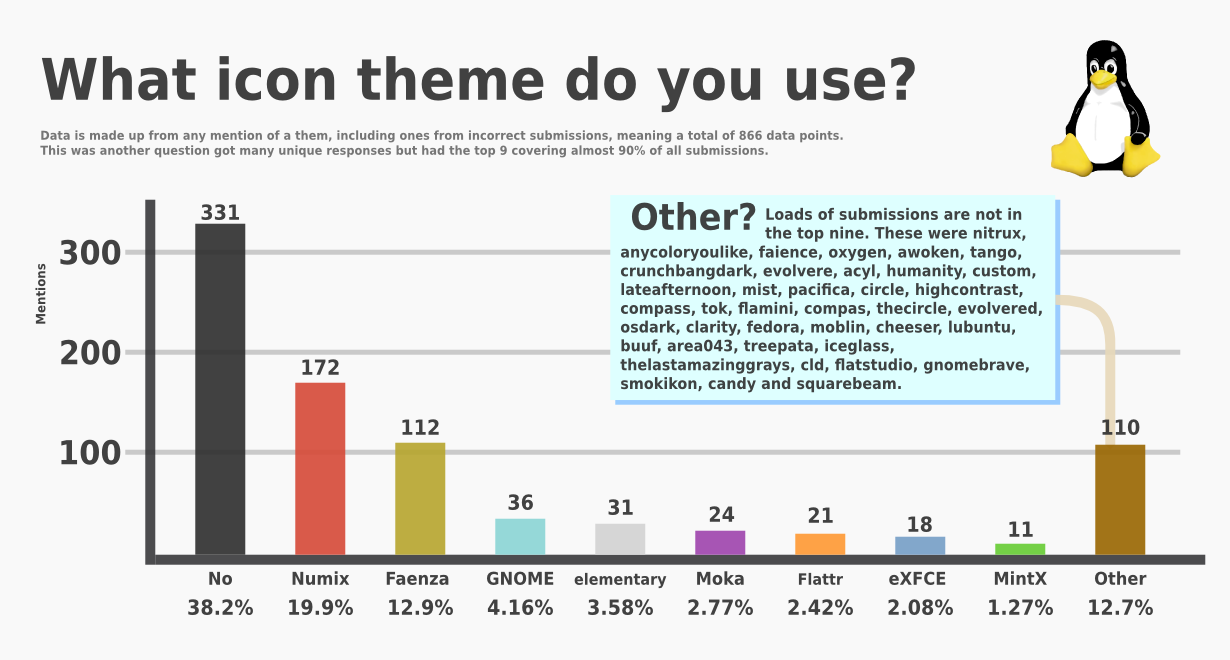 What icon theme do you use?
Data is made up from any mention of a them, including ones from incorrect submissions, meaning a total of 866 data points.
This was another question got many unique responses but had the top 9 covering almost 90% of all submissions.
Other?
Loads of submissions are not in
the top nine. These were nitrux,
anycoloryoulike, faience, oxygen, awoken, tango,
crunchbangdark, evolvere, acyl, humanity, custom,
lateafternoon, mist, pacifica, circle, highcontrast,
compass, tok, flamini, compas, thecircle, evolvered,
osdark, clarity, fedora, moblin, cheeser, lubuntu,
buuf, area043, treepata, iceglass,
thelastamazinggrays, cld, flatstudio, gnomebrave,
smokikon, candy and squarebeam.
Mentions
300
200
100
331
172
112
36
31
24
21
18
11
110
No Numix Faenza GNOME elementary Moka Flattr eXFCE MintX Other
38.2% 19.9% 12.9% 4.16% 3.58% 2.77% 2.42% 2.08% 1.27% 12.7%